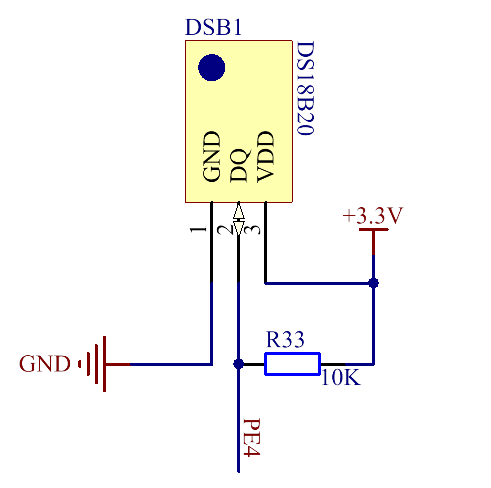 DSB1
DS18B20
GND
DQ
VDD
1
2
3
+3.3V
GND
R33
10K
PE4